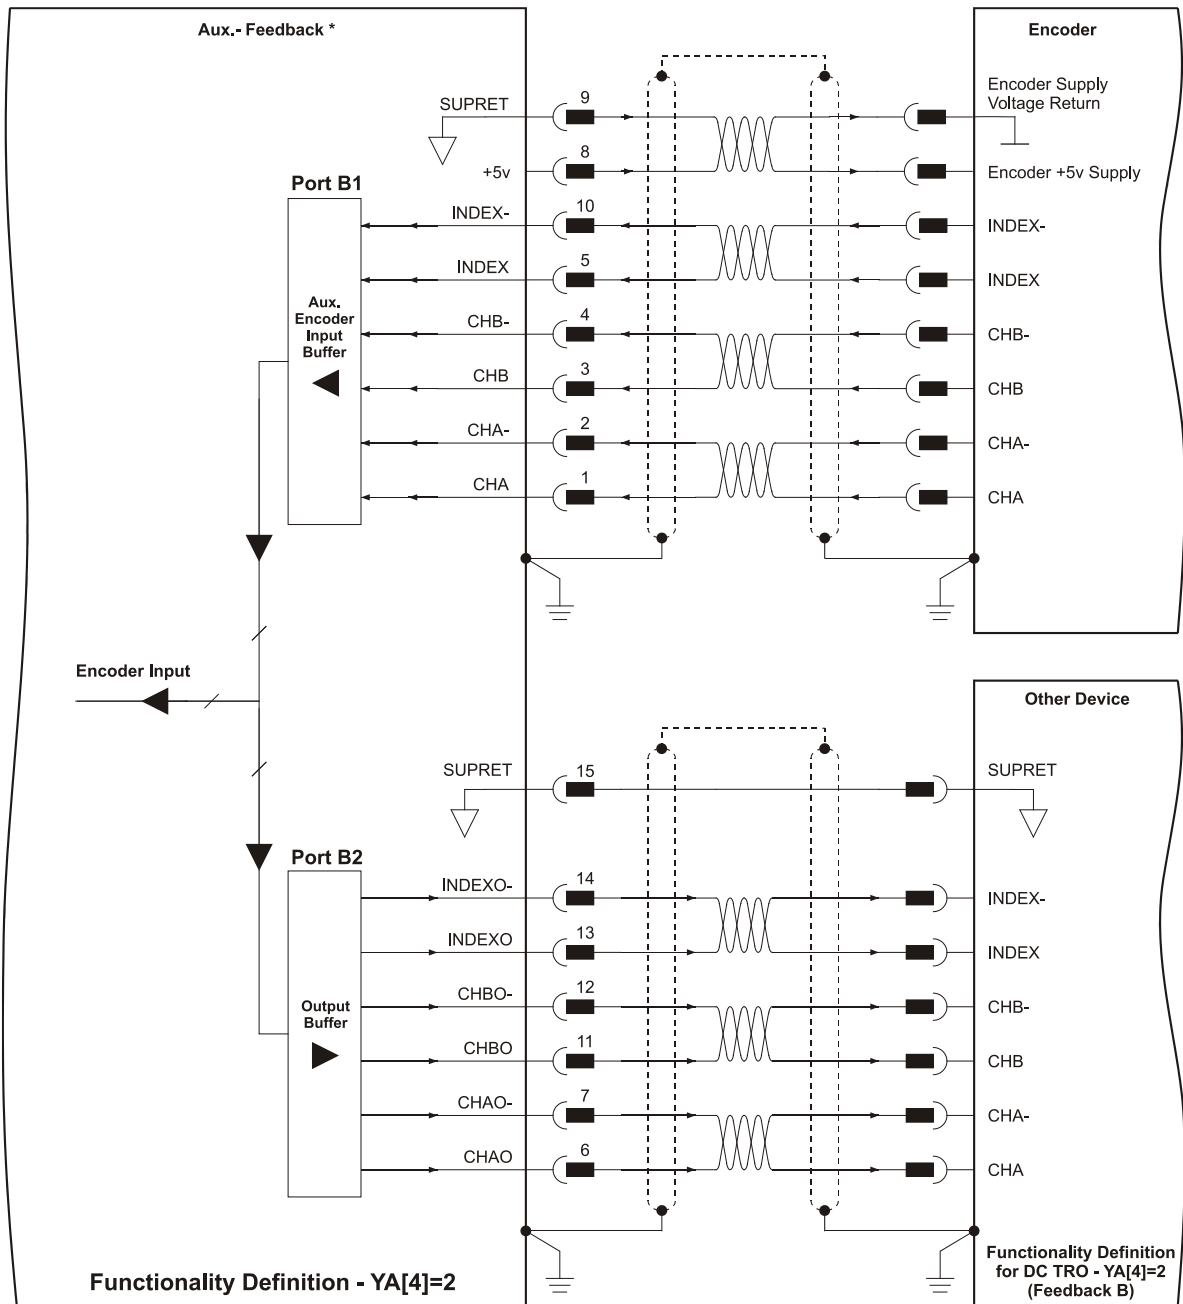 Aux.- Feedback *
Encoder
SUPRET
9
Encoder Supply
Voltage Return
+5v
8
Encoder +5v Supply
Port B1
INDEX-
10
INDEX-
INDEX
5
INDEX
Aux.
Encoder
Input
Buffer
CHB-
4
CHB-
CHB
3
CHB
CHA-
2
CHA-
CHA
1
CHA
Encoder Input
Other Device
SUPRET
15
SUPRET
Port B2
INDEXO-
14
INDEX-
INDEXO
13
INDEX
Output
Buffer
CHBO-
12
CHB-
CHBO
11
CHB
CHAO-
7
CHA-
CHAO
6
CHA
Functionality Definition - YA[4]=2
Functionality Definition
for DC TRO - YA[4]=2
(Feedback B)